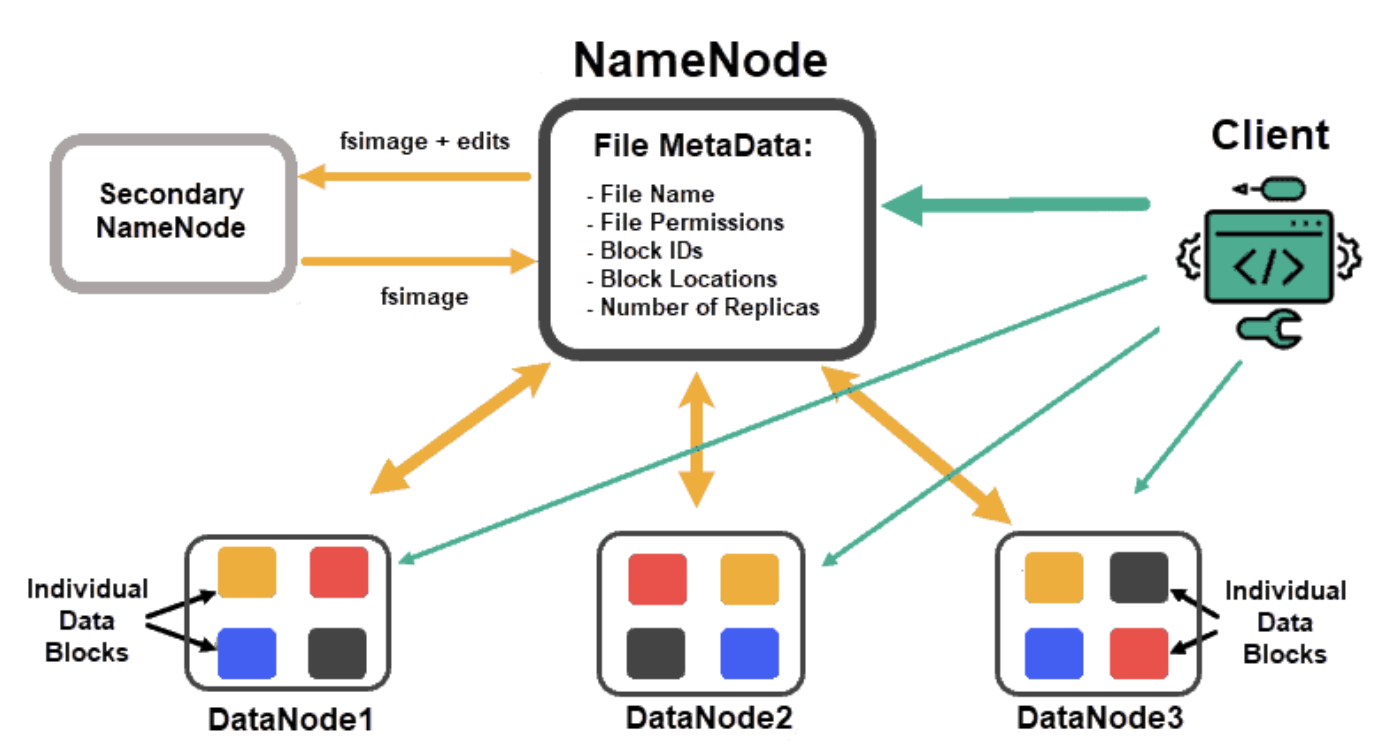 NameNode
File MetaData:
- File Name
- File Permissions
- Block IDs
- Block Locations
- Number of Replicas
fsimage + edits
Secondary
NameNode
fsimage
Client
</>
Individual
Data
Blocks
Individual
Data
Blocks
DataNode1
DataNode2
DataNode3